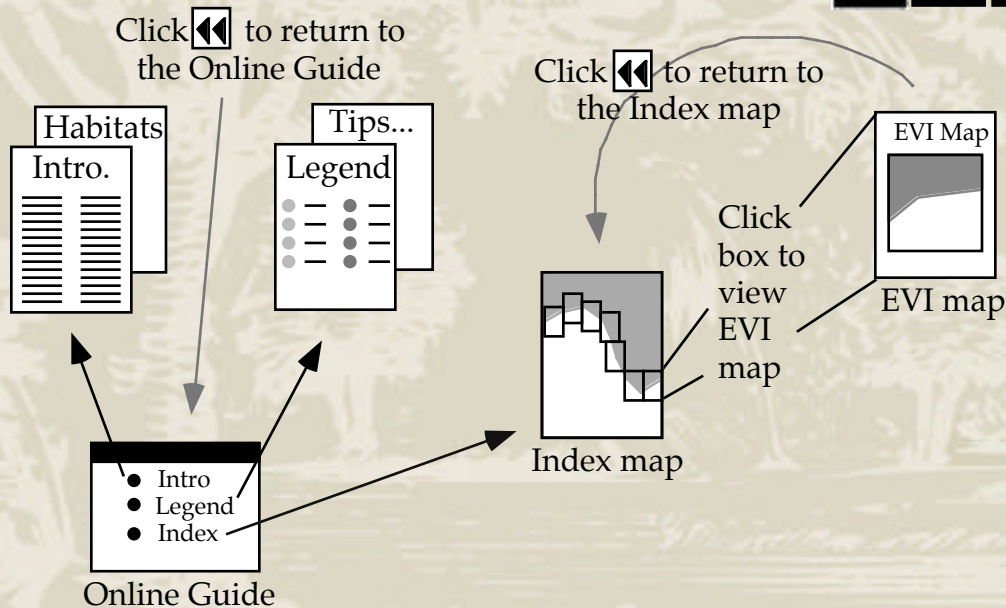 Click to return to
the Online Guide
Click to return to
the Index map
Habitats
Intro.
Tips...
Legend
EVI Map
Click
box to
view
EVI
map
EVI map
Index map
Intro
Legend
Index
Online Guide